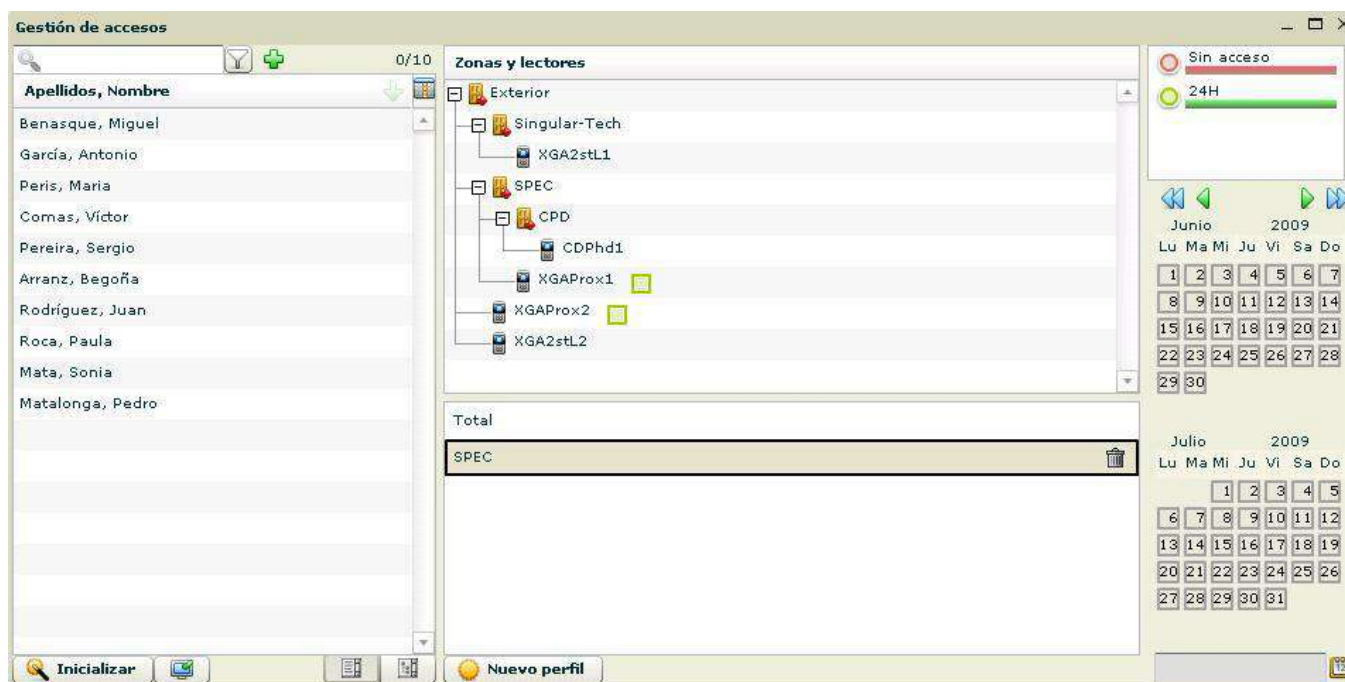 Gestión de accesos
0/10
Apellidos, Nombre
Benasque, Miguel
García, Antonio
Peris, Maria
Comas, Víctor
Pereira, Sergio
Arranz, Begoña
Rodríguez, Juan
Roca, Paula
Mata, Sonia
Matalonga, Pedro
Inicializar
Zonas y lectores
Exterior
Singular-Tech
XGA2stL1
SPEC
CPD
CDPhd1
XGAProx1
XGAProx2
XGA2stL2
Total
SPEC
Nuevo perfil
Sin acceso
24H
Junio 2009
Lu Ma Mi Ju Vi Sa Do
1 2 3 4 5 6 7
8 9 10 11 12 13 14
15 16 17 18 19 20 21
22 23 24 25 26 27 28
29 30
Julio 2009
Lu Ma Mi Ju Vi Sa Do
1 2 3 4 5
6 7 8 9 10 11 12
13 14 15 16 17 18 19
20 21 22 23 24 25 26
27 28 29 30 31
12